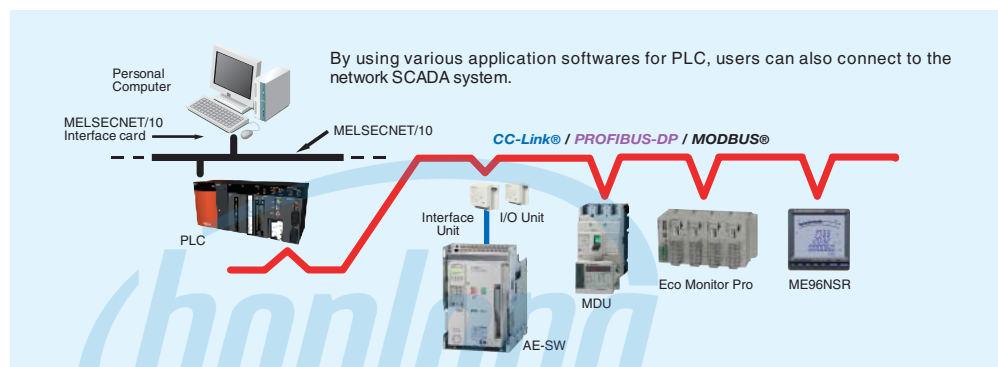 By using various application softwares for PLC, users can also connect to the
network SCADA system.
Personal
Computer
MELSECNET/10
Interface card
MELSECNET/10
CC-Link® / PROFIBUS-DP / MODBUS®
PLC
Interface
Unit
I/O Unit
AE-SW
MDU
Eco Monitor Pro
ME96NSR